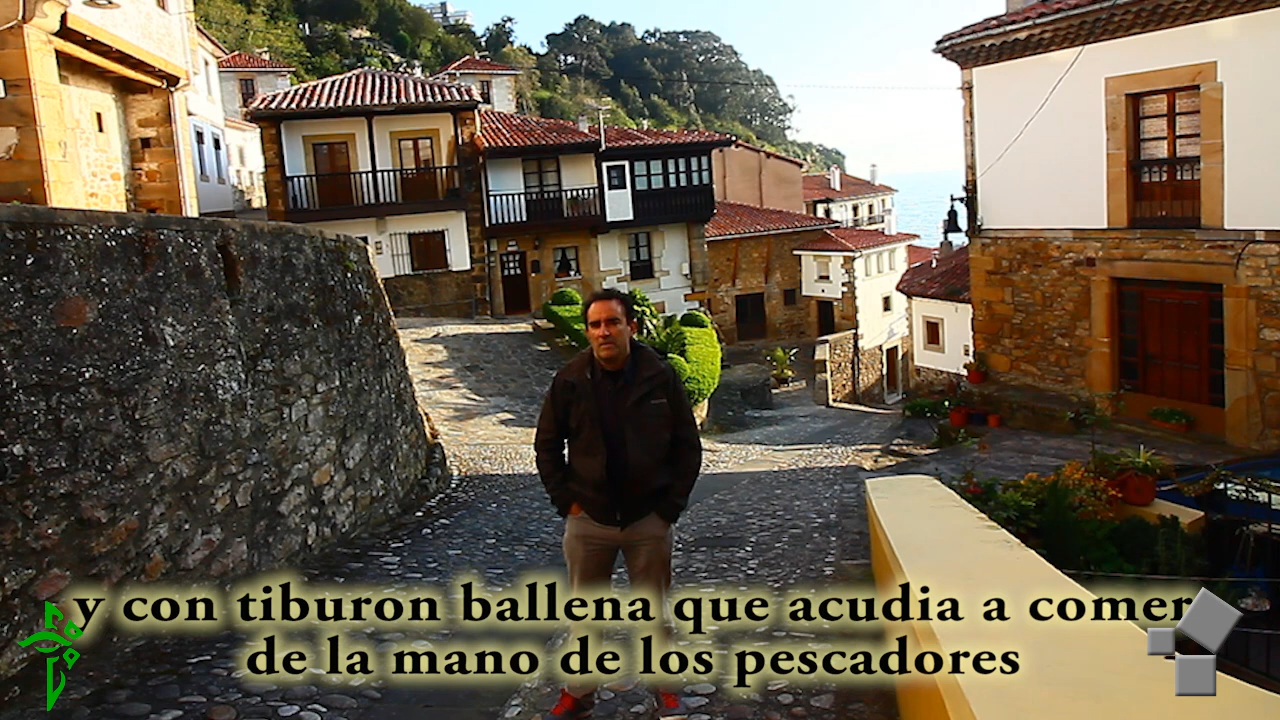 y con tiburon ballena que acudia a comer
de la mano de los pescadores